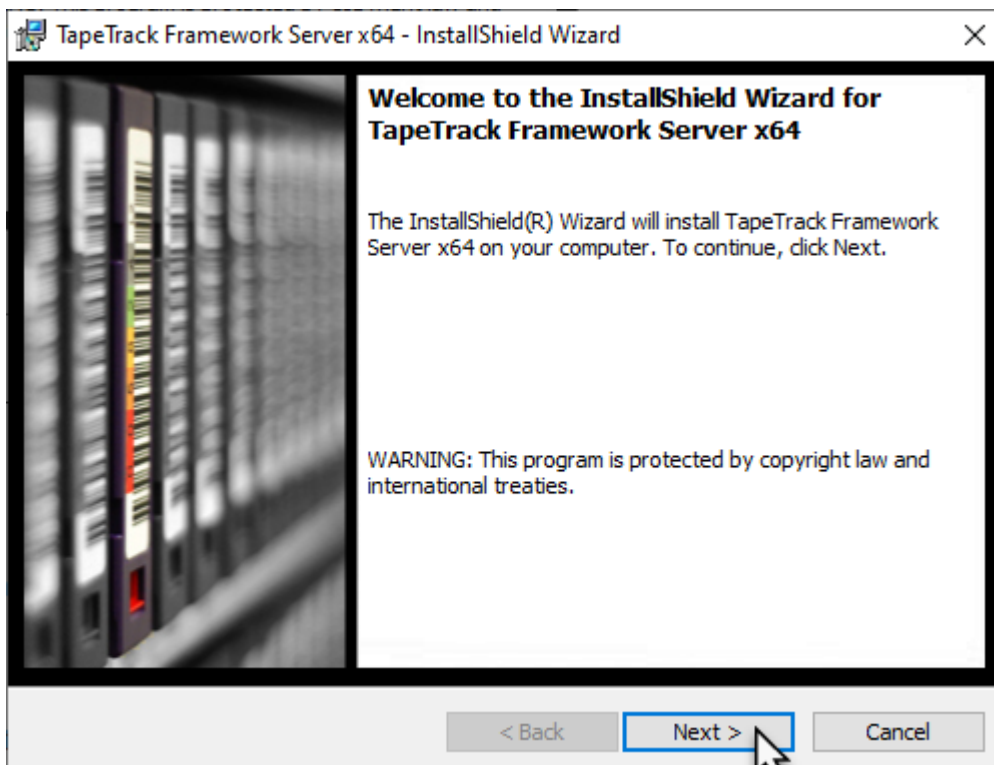 TapeTrack Framework Server x64 - InstallShield Wizard
Welcome to the InstallShield Wizard for
TapeTrack Framework Server x64
The InstallShield(R) Wizard will install TapeTrack Framework
Server x64 on your computer. To continue, click Next.
WARNING: This program is protected by copyright law and
international treaties.
< Back
Next >
Cancel